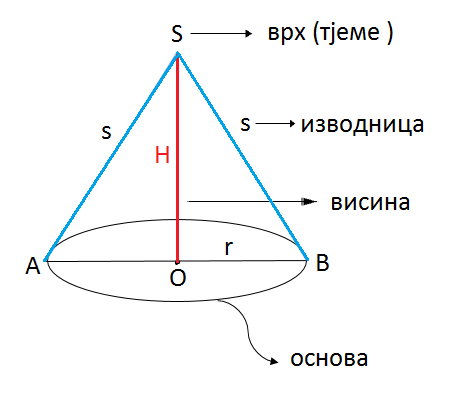 S врх (тјеме )
s
s изводница
H
висина
r
A
O
B
основа